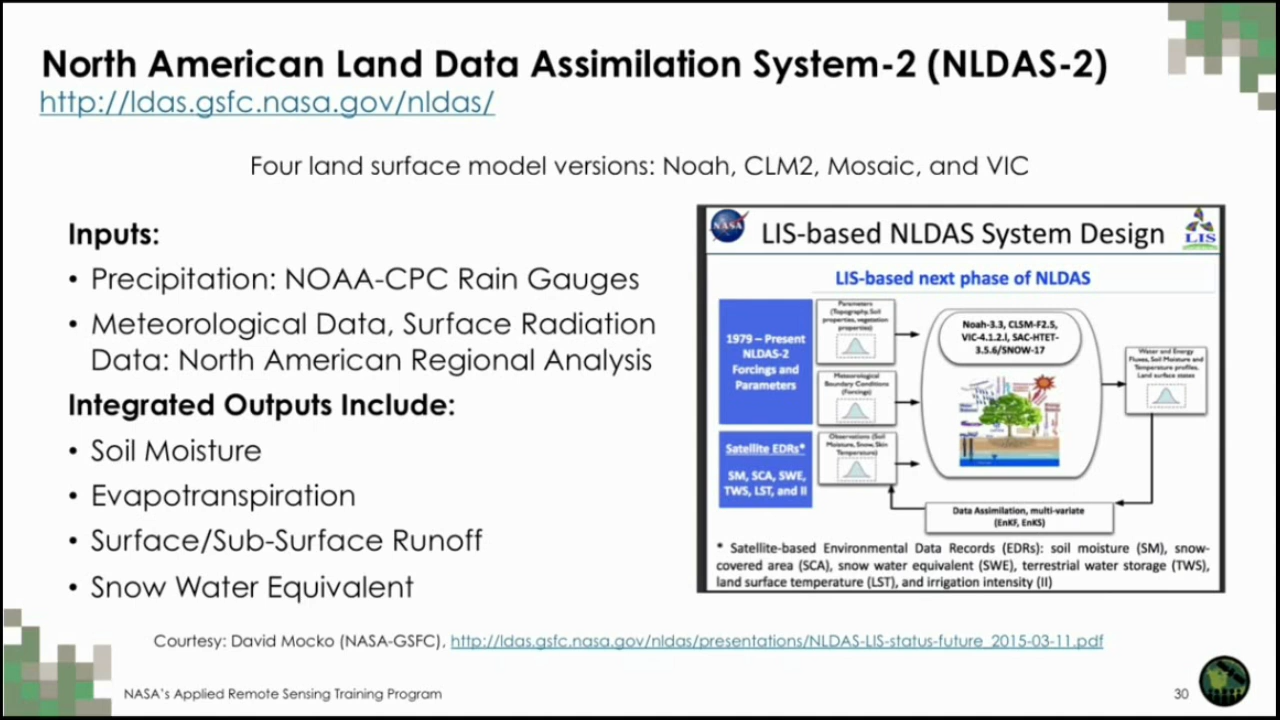 North American Land Data Assimilation System-2 (NLDAS-2)
http://ldas.gsfc.nasa.gov/nldas/
Four land surface model versions: Noah, CLM2, Mosaic, and VIC
Inputs:
• Precipitation: NOAA-CPC Rain Gauges
• Meteorological Data, Surface Radiation
Data: North American Regional Analysis
Integrated Outputs Include:
• Soil Moisture
• Evapotranspiration
• Surface/Sub-Surface Runoff
• Snow Water Equivalent
NASA
LIS-based NLDAS System Design
LIS
LIS-based next phase of NLDAS
1979 – Present
NLDAS-2
Forcings and
Parameters
Satellite EDRs*
SM, SCA, SWE,
TWS, LST, and II
Parameters
(Topography, Soil
properties, vegetation
properties)
Meteorological
Boundary Conditions
(Forcings)
Observations (Soil
Moisture, Snow, Skin
Temperature)
Noah-3.3, CLSM-F2.5,
VIC-4.1.2.l, SAC-HTET-
3.5.6/SNOW-17
Water and Energy
Fluxes, Soil Moisture and
Temperature profiles,
Land surface states
Data Assimilation, multi-variate
(EnKF, EnKS)
* Satellite-based Environmental Data Records (EDRs): soil moisture (SM), snow-
covered area (SCA), snow water equivalent (SWE), terrestrial water storage (TWS),
land surface temperature (LST), and irrigation intensity (II)
Courtesy: David Mocko (NASA-GSFC), http://ldas.gsfc.nasa.gov/nldas/presentations/NLDAS-LIS-status-future_2015-03-11.pdf
NASA's Applied Remote Sensing Training Program
30